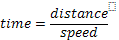 time = distance / speed